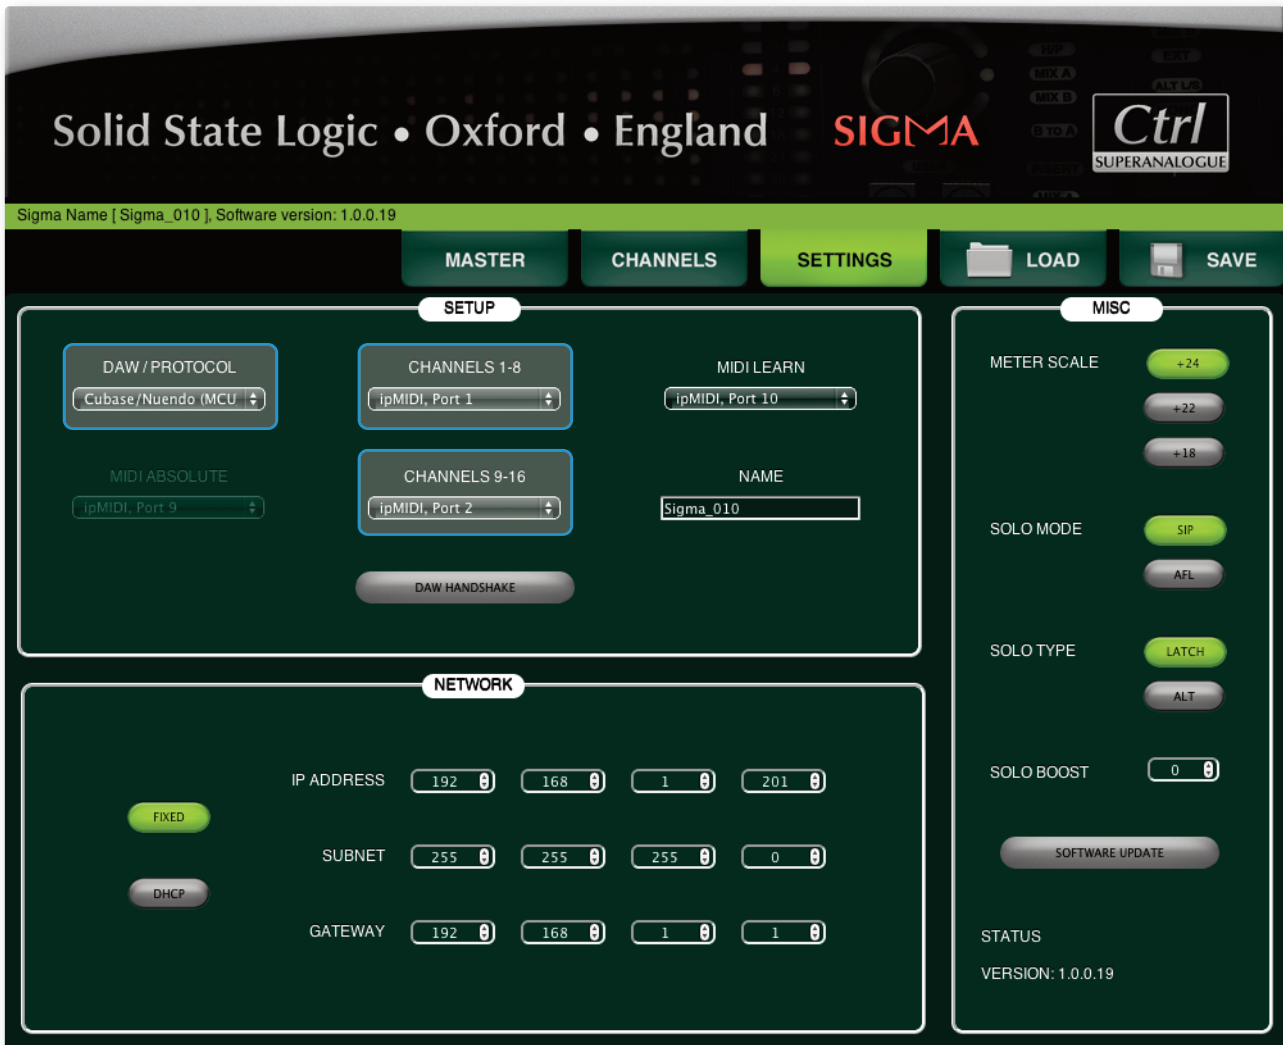 H/P
EXT
MIX A
MIX B
ALT L/S
B TO A
Solid State Logic • Oxford • England
SIGMA
Ctrl
SUPERANALOGUE
Sigma Name [ Sigma_010 ], Software version: 1.0.0.19
MASTER
CHANNELS
SETTINGS
LOAD
SAVE
SETUP
DAW / PROTOCOL
CHANNELS 1-8
MIDI LEARN
Cubase/Nuendo (MCU
ipMIDI, Port 1
ipMIDI, Port 10
MIDI ABSOLUTE
CHANNELS 9-16
NAME
ipMIDI, Port 9
ipMIDI, Port 2
Sigma_010
DAW HANDSHAKE
NETWORK
IP ADDRESS 192 168 1 201
FIXED
SUBNET 255 255 255 0
DHCP
GATEWAY 192 168 1 1
MISC
METER SCALE +24
+22
+18
SOLO MODE SIP
AFL
SOLO TYPE LATCH
ALT
SOLO BOOST 0
SOFTWARE UPDATE
STATUS
VERSION: 1.0.0.19